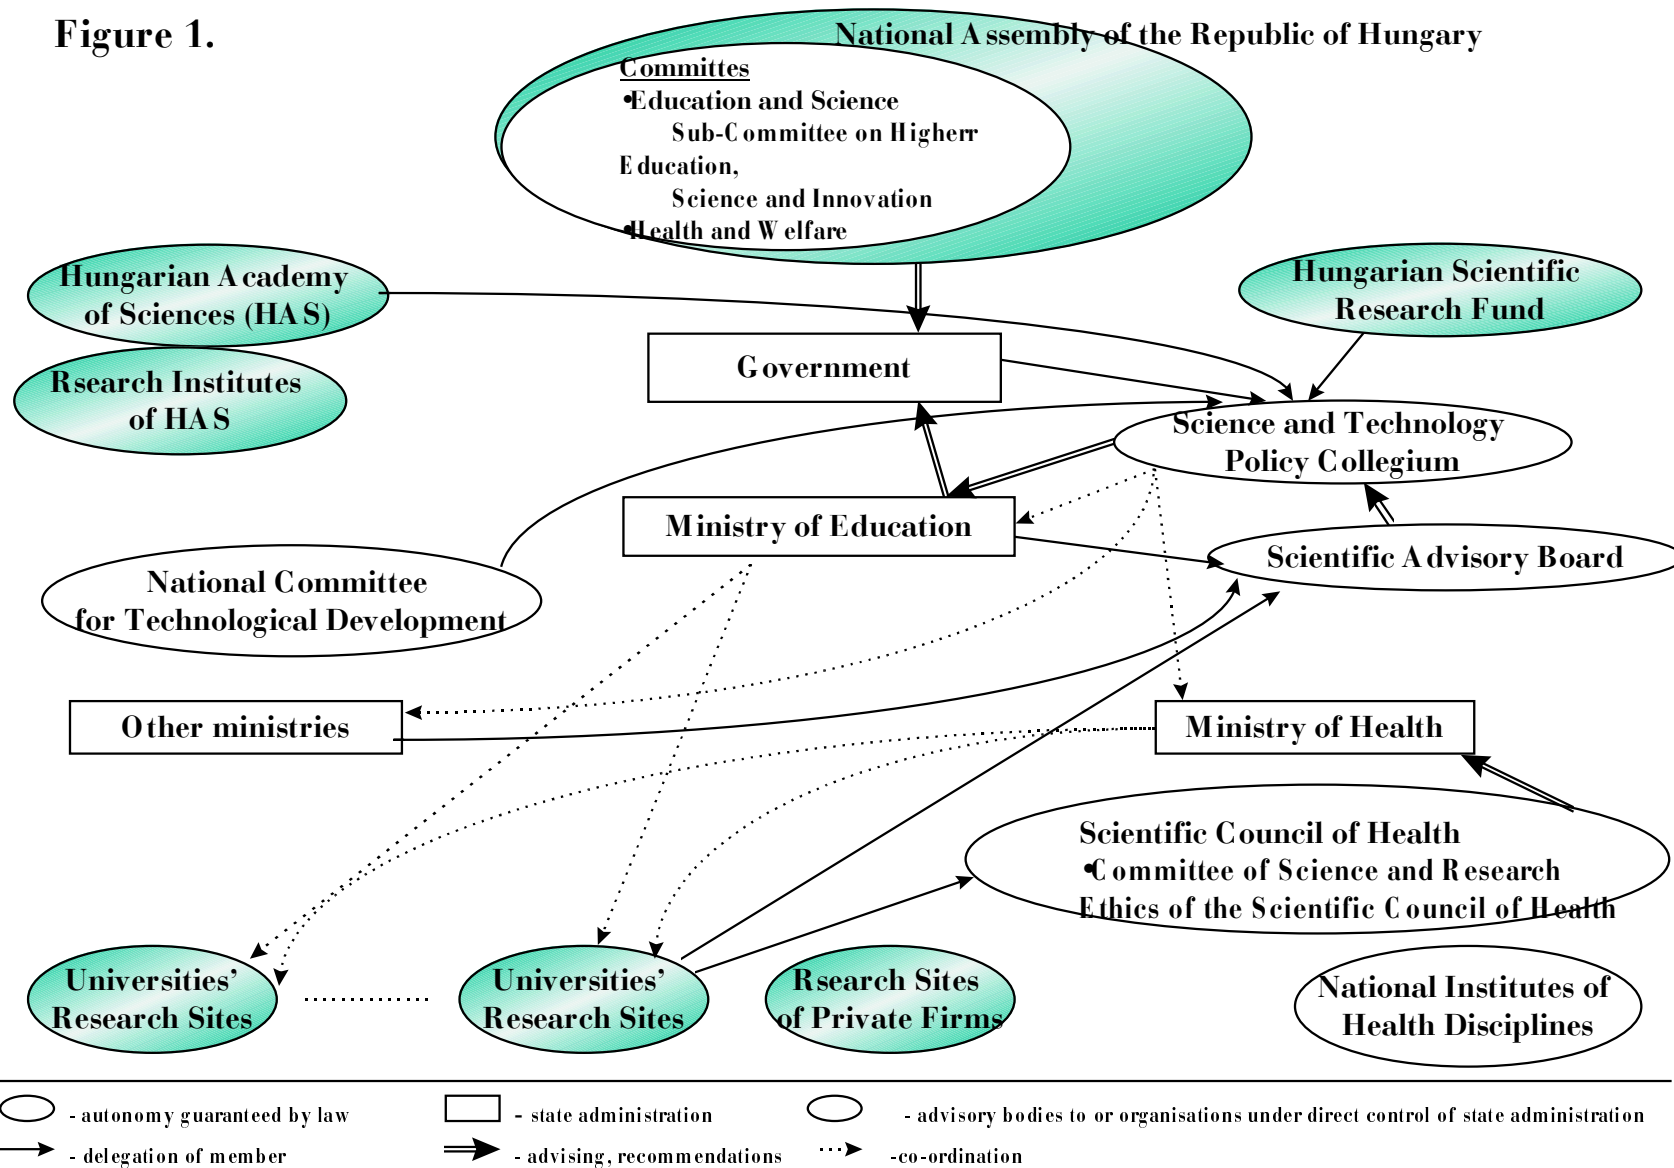 Figure 1.
National Assembly of the Republic of Hungary
Committes
•Education and Science
Sub-Committee on Higherr
Education,
Science and Innovation
•Health and Welfare
Hungarian Academy
of Sciences (HAS)
Hungarian Scientific
Research Fund
Rsearch Institutes
of HAS
Government
Science and Technology
Policy Collegium
Ministry of Education
Scientific Advisory Board
National Committee
for Technological Development
Other ministries
Ministry of Health
Scientific Council of Health
•Committee of Science and Research
Ethics of the Scientific Council of Health
Universities’
Research Sites
Universities’
Research Sites
Rsearch Sites
of Private Firms
National Institutes of
Health Disciplines
- autonomy guaranteed by law
- state administration
- advisory bodies to or organisations under direct control of state administration
- delegation of member
- advising, recommendations
-co-ordination